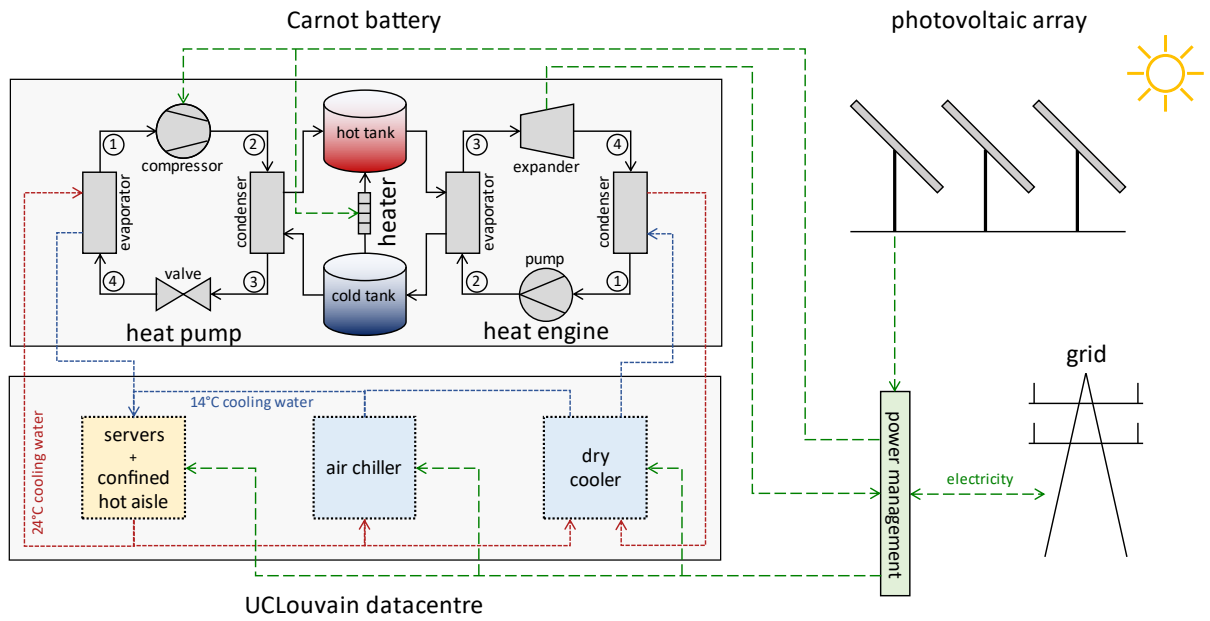 Carnot battery
photovoltaic array
1
compressor
2
hot tank
3
expander
4
evaporator
condenser
heater
evaporator
condenser
4
valve
3
cold tank
2
pump
1
heat pump
heat engine
grid
24°C cooling water
14°C cooling water
servers
+
confined
hot aisle
air chiller
dry
cooler
power management
electricity
UCLouvain datacentre